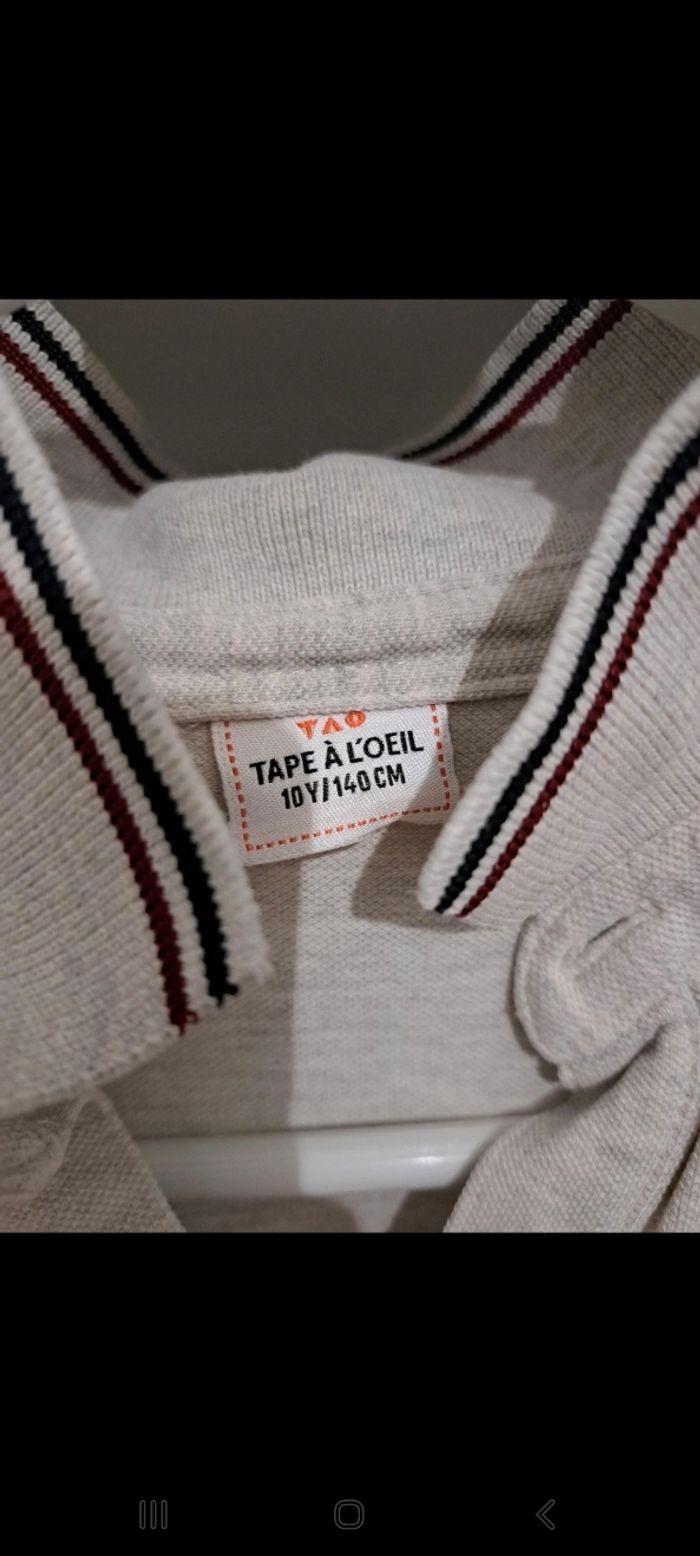 TAO
TAPE À L'OEIL
10Y/140CM